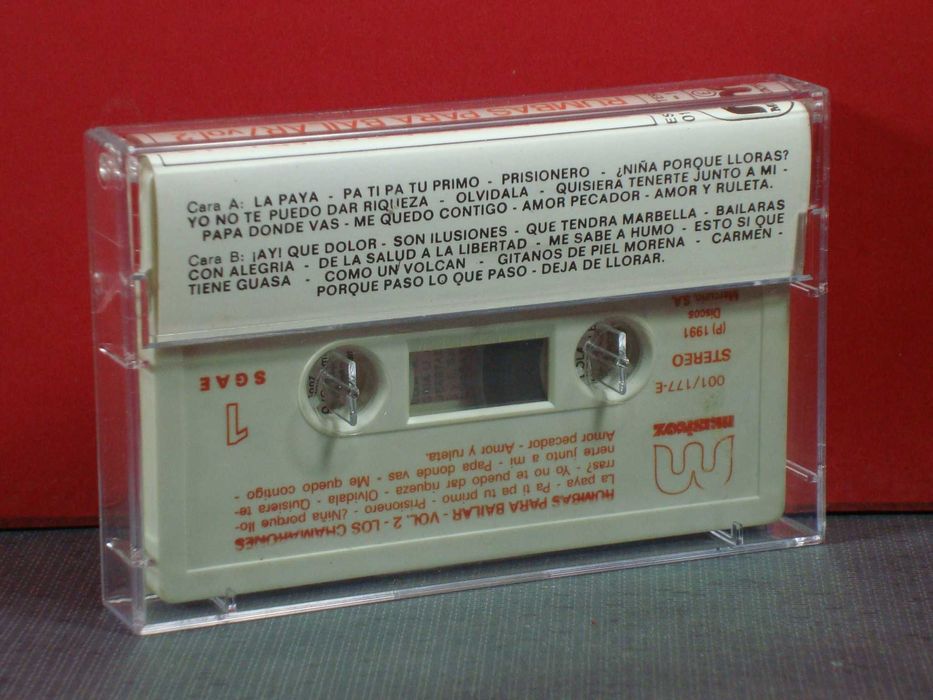 RUMBAS PARA BAILAR/vol.2
Cara A: LA PAYA - PA TI PA TU PRIMO - PRISIONERO - ¿NIÑA PORQUE LLORAS?
YO NO TE PUEDO DAR RIQUEZA - OLVIDALA - QUISIERA TENERTE JUNTO A MI -
PAPA DONDE VAS - ME QUEDO CONTIGO - AMOR PECADOR - AMOR Y RULETA.
Cara B: ¡AY! QUE DOLOR - SON ILUSIONES - QUE TENDRA MARBELLA - BAILARAS
CON ALEGRIA - DE LA SALUD A LA LIBERTAD - ME SABE A HUMO - ESTO SI QUE
TIENE GUASA - COMO UN VOLCAN - GITANOS DE PIEL MORENA - CARMEN -
PORQUE PASO LO QUE PASO - DEJA DE LLORAR.
RUMBAS PARA BAILAR - VOL. 2 - LOS CHAMARONES
La paya - Pa ti pa tu primo - Prisionero - ¿Niña porque llo-
rras? - Yo no te puedo dar riqueza - Olvidala - Quisiera te-
nerte junto a mi - Papa donde vas - Me quedo contigo -
Amor pecador - Amor y ruleta.
MERCURIO
001/177-E
STEREO
(P) 1991
Discos
Mercurio, S.A.
1
SGAE